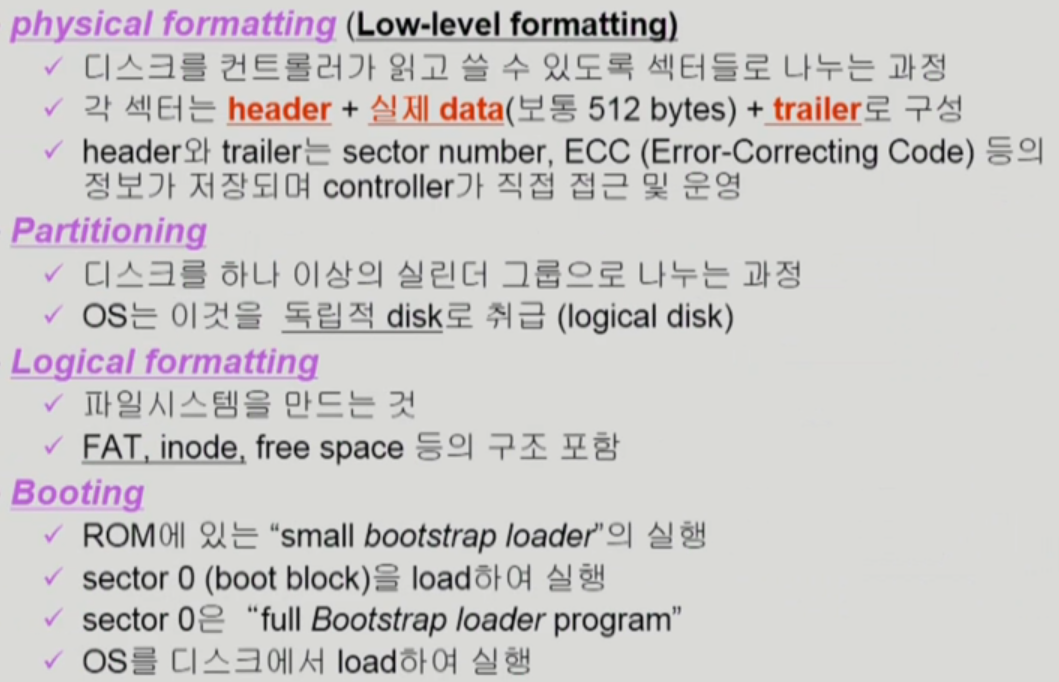 physical formatting (Low-level formatting)
✓ 디스크를 컨트롤러가 읽고 쓸 수 있도록 섹터들로 나누는 과정
✓ 각 섹터는 header + 실제 data(보통 512 bytes) + trailer로 구성
✓ header와 trailer는 sector number, ECC (Error-Correcting Code) 등의
정보가 저장되며 controller가 직접 접근 및 운영
Partitioning
✓ 디스크를 하나 이상의 실린더 그룹으로 나누는 과정
✓ OS는 이것을 독립적 disk로 취급 (logical disk)
Logical formatting
✓ 파일시스템을 만드는 것
✓ FAT, inode, free space 등의 구조 포함
Booting
✓ ROM에 있는 “small bootstrap loader”의 실행
✓ sector 0 (boot block)을 load하여 실행
✓ sector 0은 “full Bootstrap loader program”
✓ OS를 디스크에서 load하여 실행